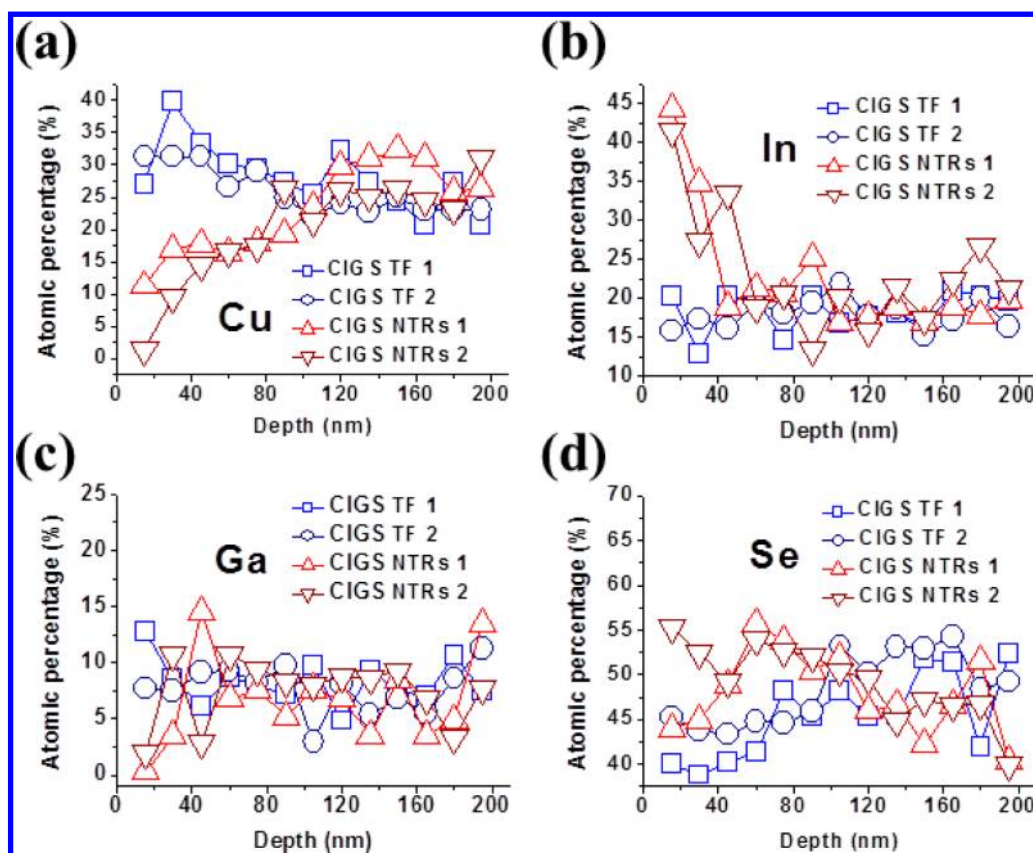 (a)
Atomic percentage (%)
40
35
30
25
20
15
10
5
0
Cu
CIGS TF 1
CIGS TF 2
CIGS NTRs 1
CIGS NTRs 2
0 40 80 120 160 200
Depth (nm)
(b)
Atomic percentage (%)
45
40
35
30
25
20
15
10
In
CIGS TF 1
CIGS TF 2
CIGS NTRs 1
CIGS NTRs 2
0 40 80 120 160 200
Depth (nm)
(c)
Atomic percentage (%)
25
20
15
10
5
0
Ga
CIGS TF 1
CIGS TF 2
CIGS NTRs 1
CIGS NTRs 2
0 40 80 120 160 200
Depth (nm)
(d)
Atomic percentage (%)
70
65
60
55
50
45
40
Se
CIGS TF 1
CIGS TF 2
CIGS NTRs 1
CIGS NTRs 2
0 40 80 120 160 200
Depth (nm)